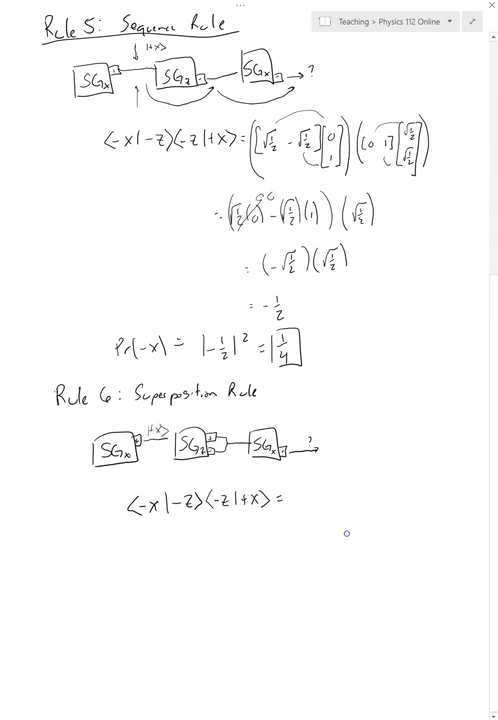 Teaching > Physics 112 Online
Rule 5: Sequence Rule
|+x>
SGx + SGz - SGx - → ?
<-x|-z><-z|+x> = ([√½ -√½][0 1])([0 1][√½ √½])
= (√½(0) - (√½)(1))(√½)
= (-√½)(√½)
= -1/2
Pr(-x) = |-1/2|² = 1/4
Rule 6: Superposition Rule
|+x> ?
SGx + SGz + - SGx -
<-x|-z><-z|+x> =